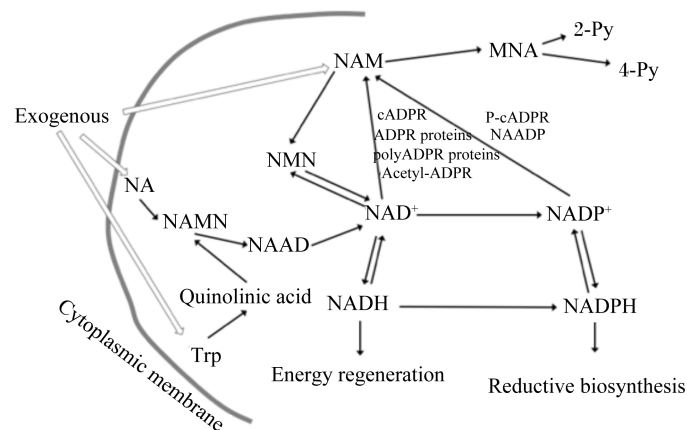 2-Py
NAM
MNA
4-Py
Exogenous
cADPR
P-cADPR
ADPR proteins
NAADP
polyADPR proteins
Acetyl-ADPR
NMN
NA
NAMN
NAD⁺
NADP⁺
NAAD
Quinolinic acid
NADH
NADPH
Cytoplasmic membrane
Trp
Energy regeneration
Reductive biosynthesis